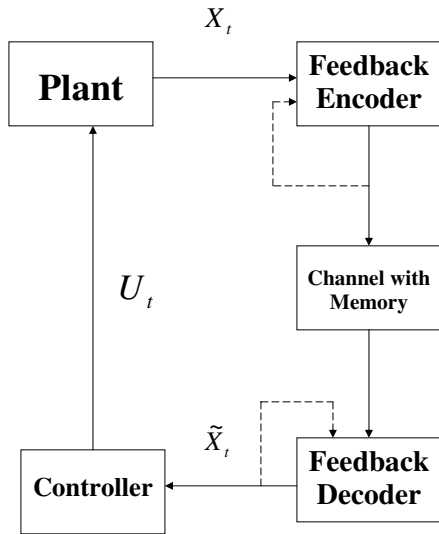 X_t
Plant
Feedback
Encoder
Channel with
Memory
U_t
X̃_t
Controller
Feedback
Decoder